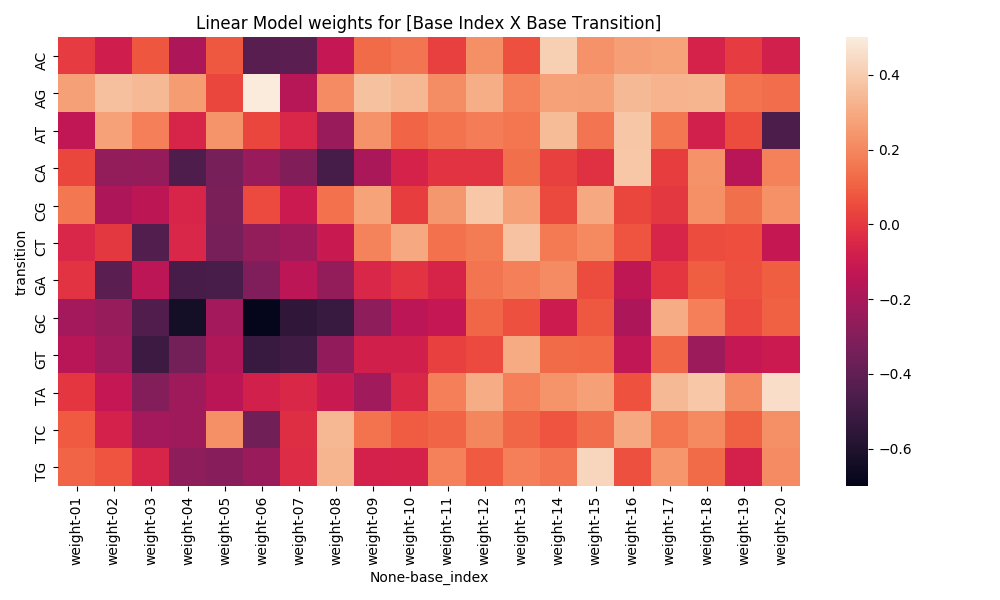 Linear Model weights for [Base Index X Base Transition]
transition
AC
AG
AT
CA
CG
CT
GA
GC
GT
TA
TC
TG
weight-01
weight-02
weight-03
weight-04
weight-05
weight-06
weight-07
weight-08
weight-09
weight-10
weight-11
weight-12
weight-13
weight-14
weight-15
weight-16
weight-17
weight-18
weight-19
weight-20
None-base_index
0.4
0.2
0.0
−0.2
−0.4
−0.6